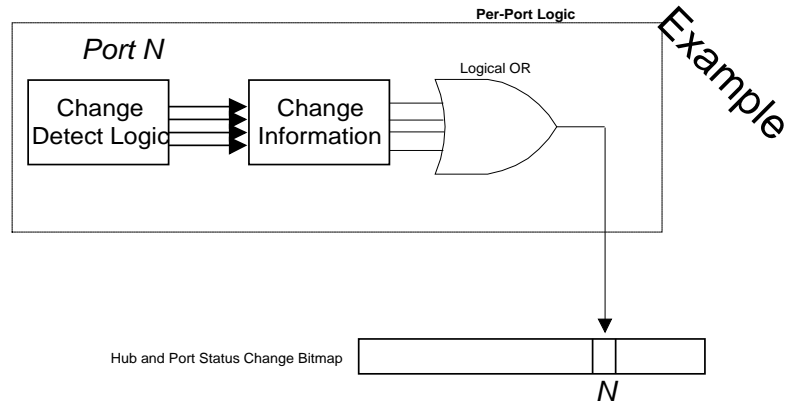 Per-Port Logic
Example
Port N
Logical OR
Change
Detect Logic
Change
Information
Hub and Port Status Change Bitmap
N